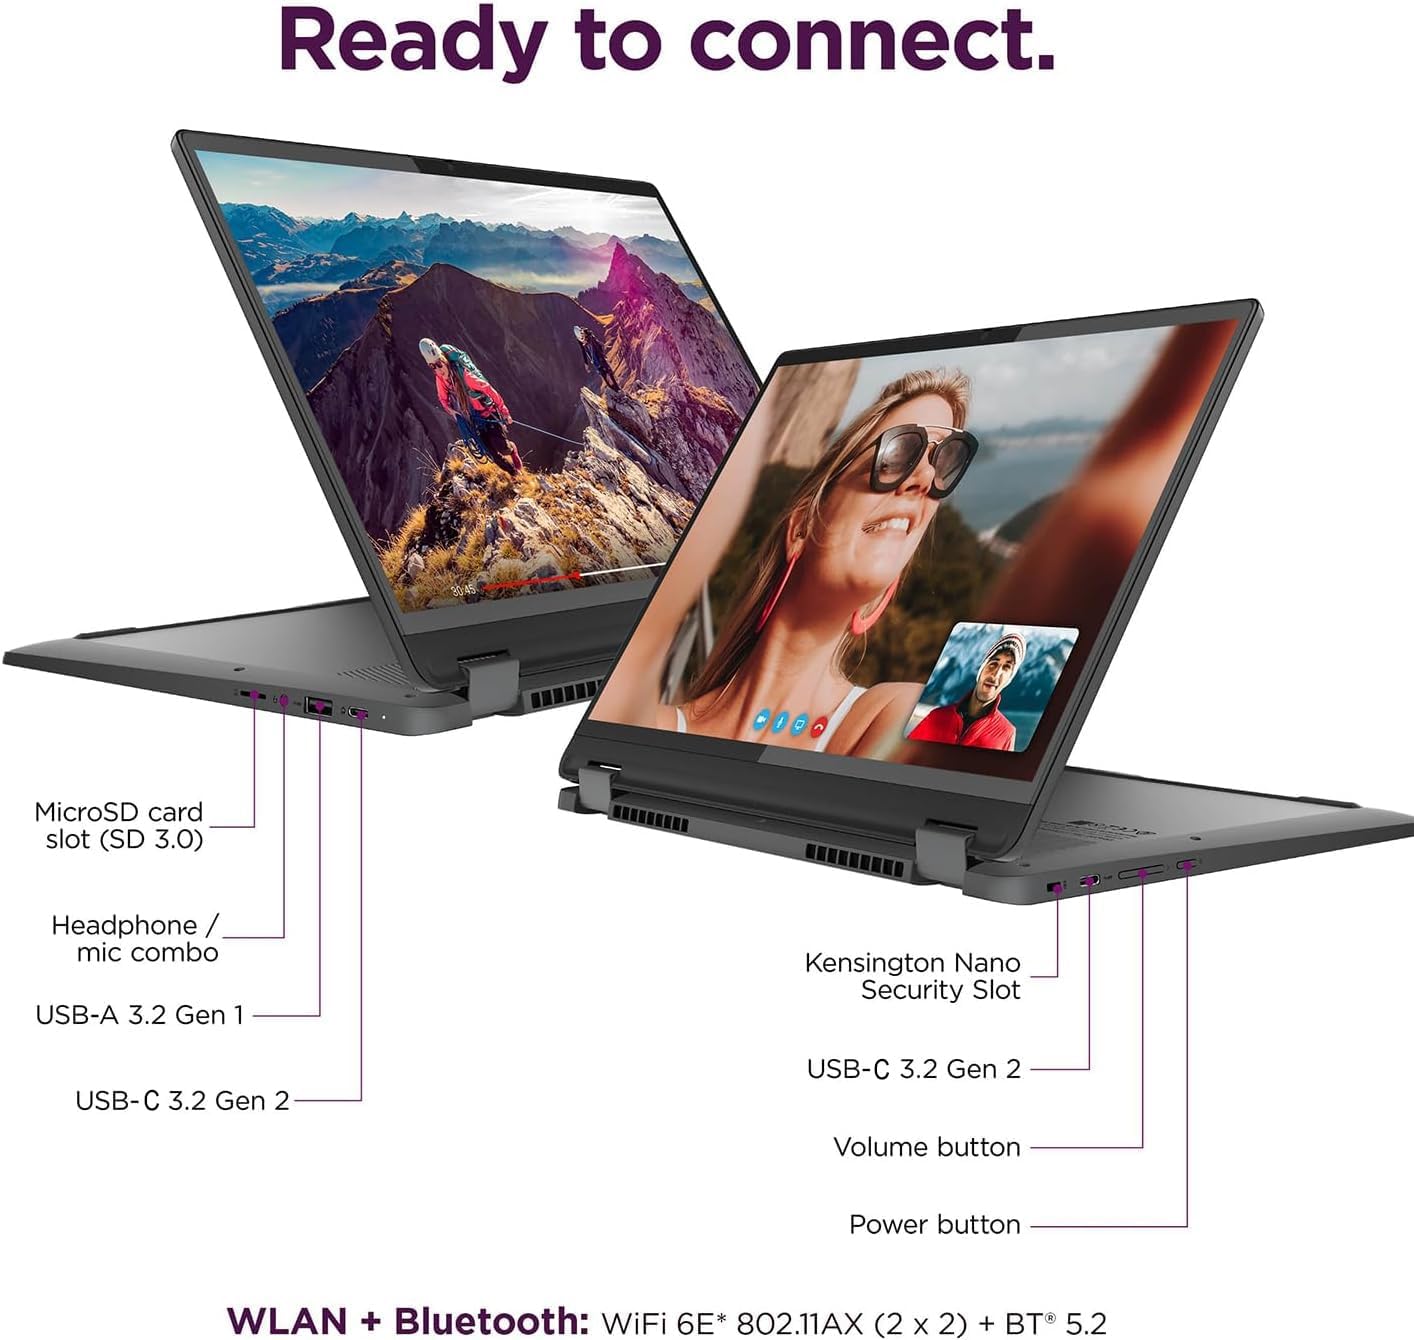 Ready to connect.
30:45
MicroSD card
slot (SD 3.0)
Headphone /
mic combo
USB-A 3.2 Gen 1
USB-C 3.2 Gen 2
Kensington Nano
Security Slot
USB-C 3.2 Gen 2
Volume button
Power button
WLAN + Bluetooth: WiFi 6E* 802.11AX (2 x 2) + BT® 5.2